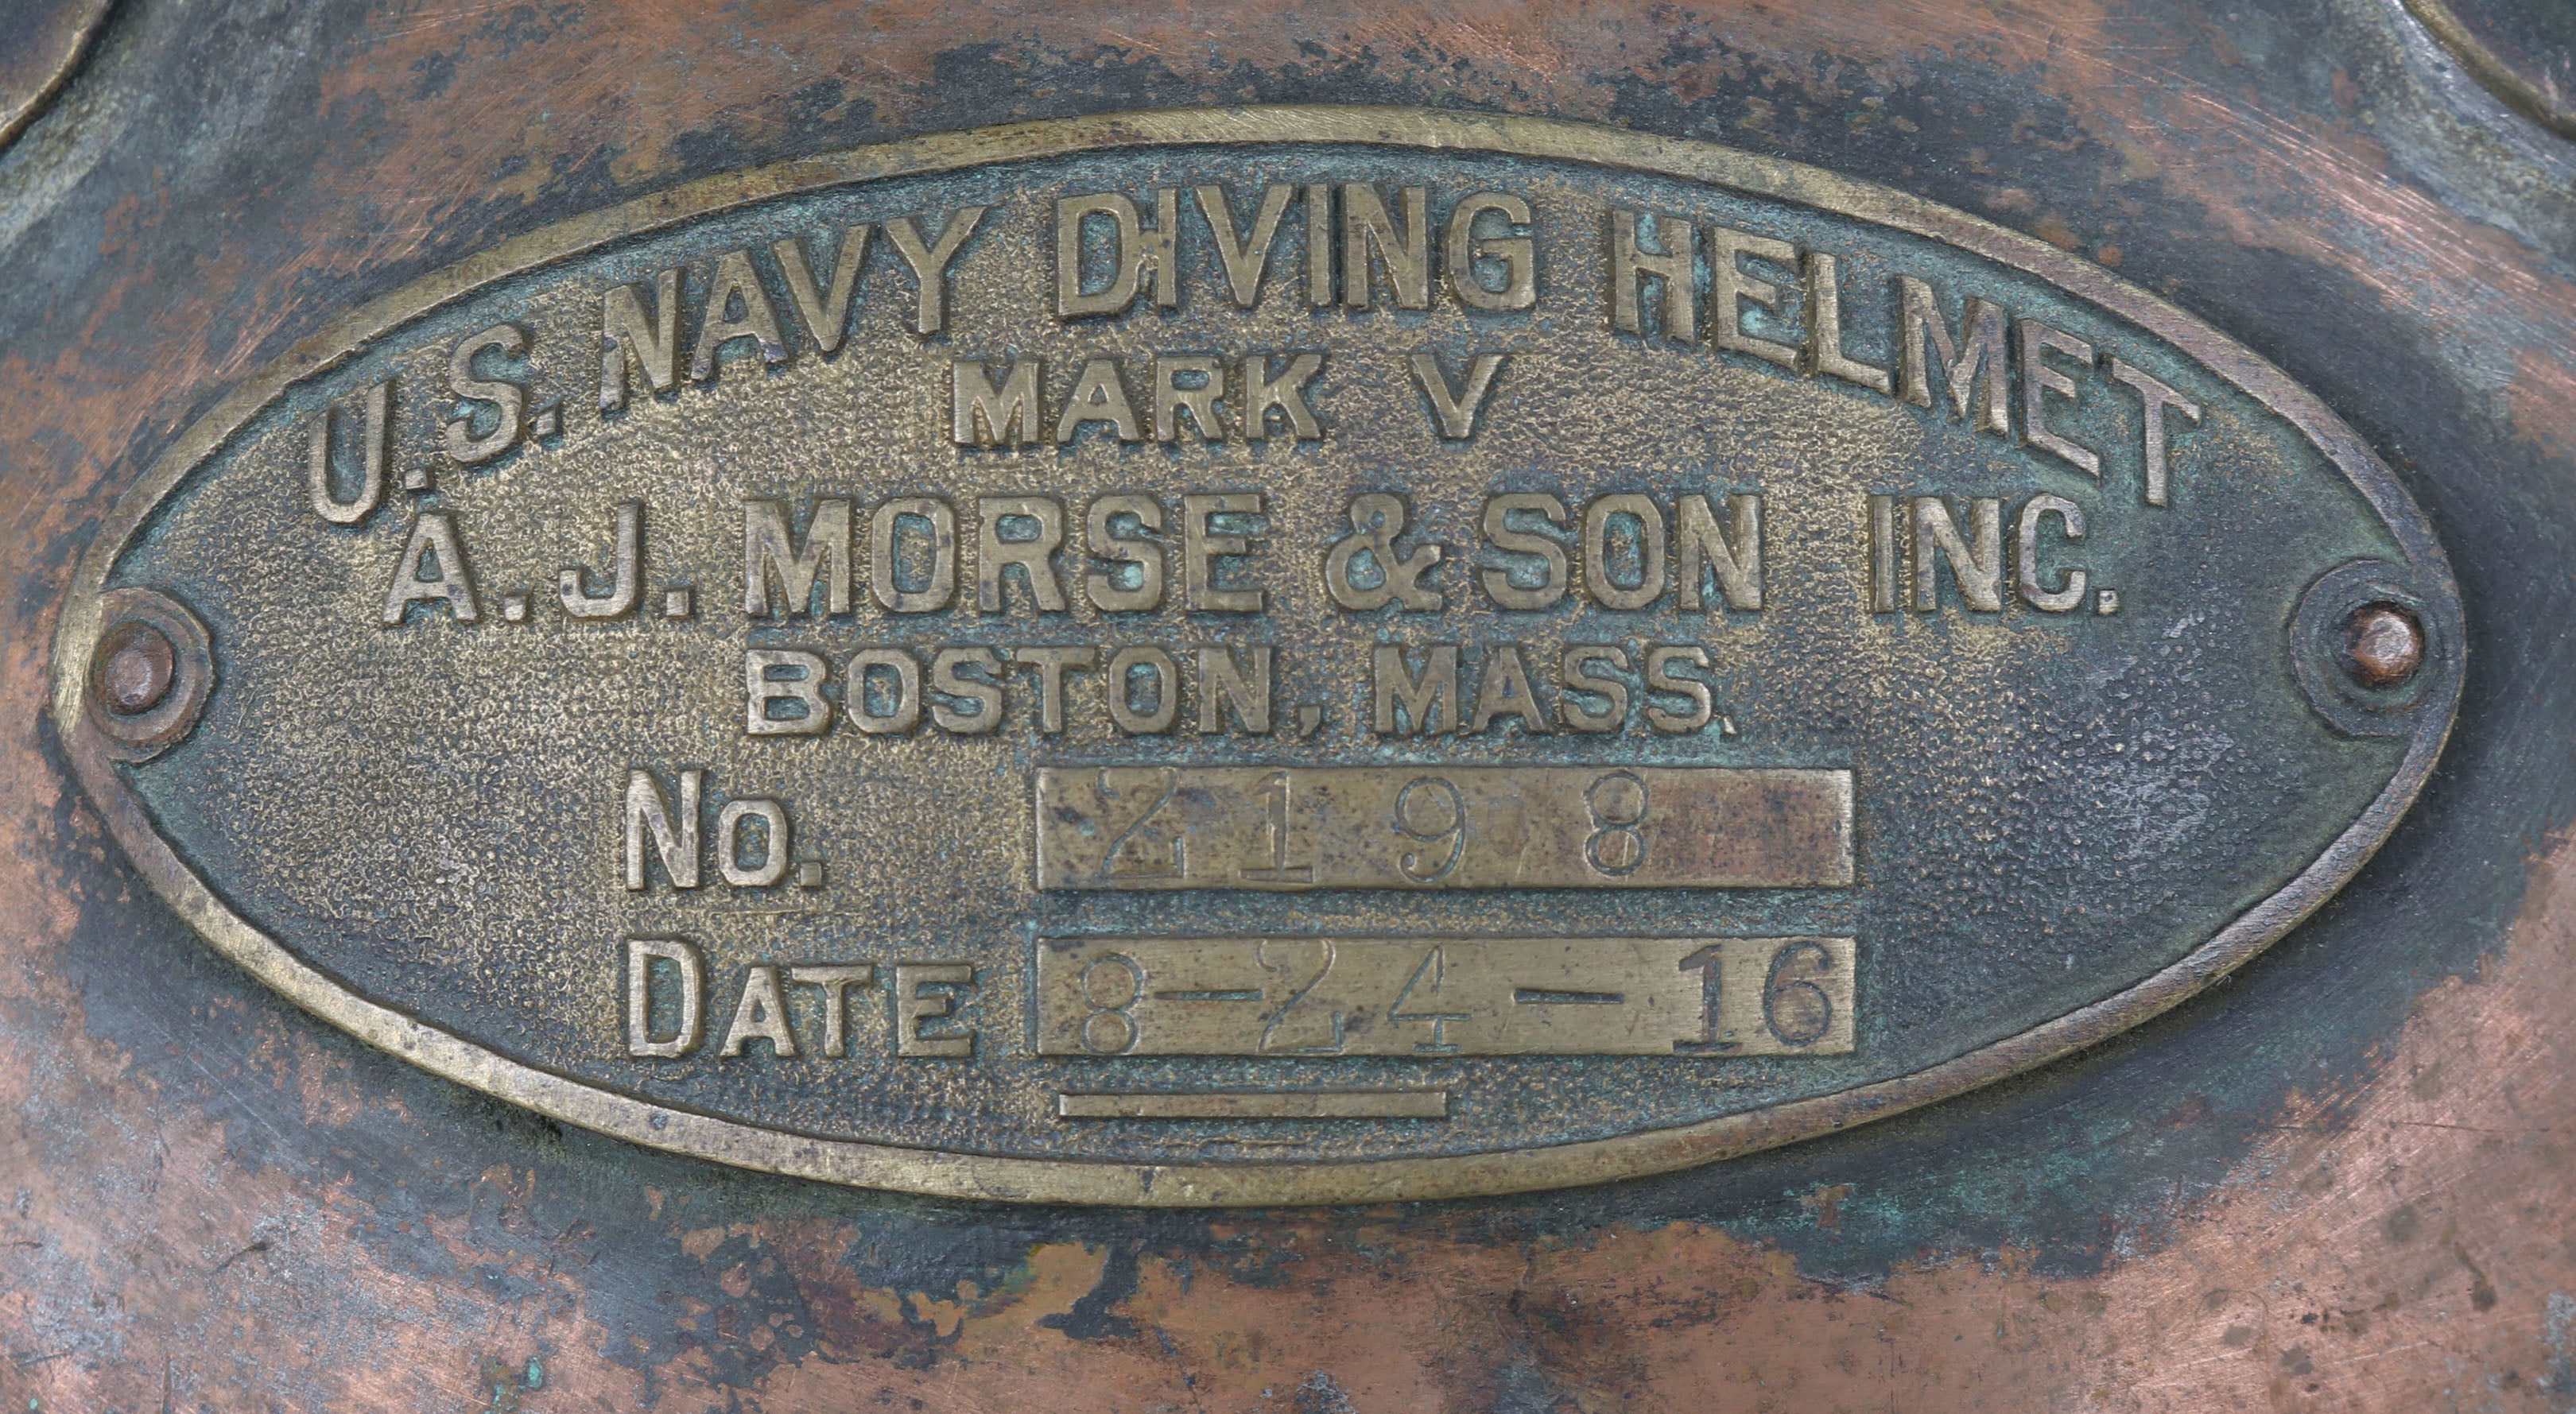 U.S. NAVY DIVING HELMET
MARK V
A. J. MORSE & SON INC.
BOSTON, MASS.
No. 2198
DATE 8-24-16